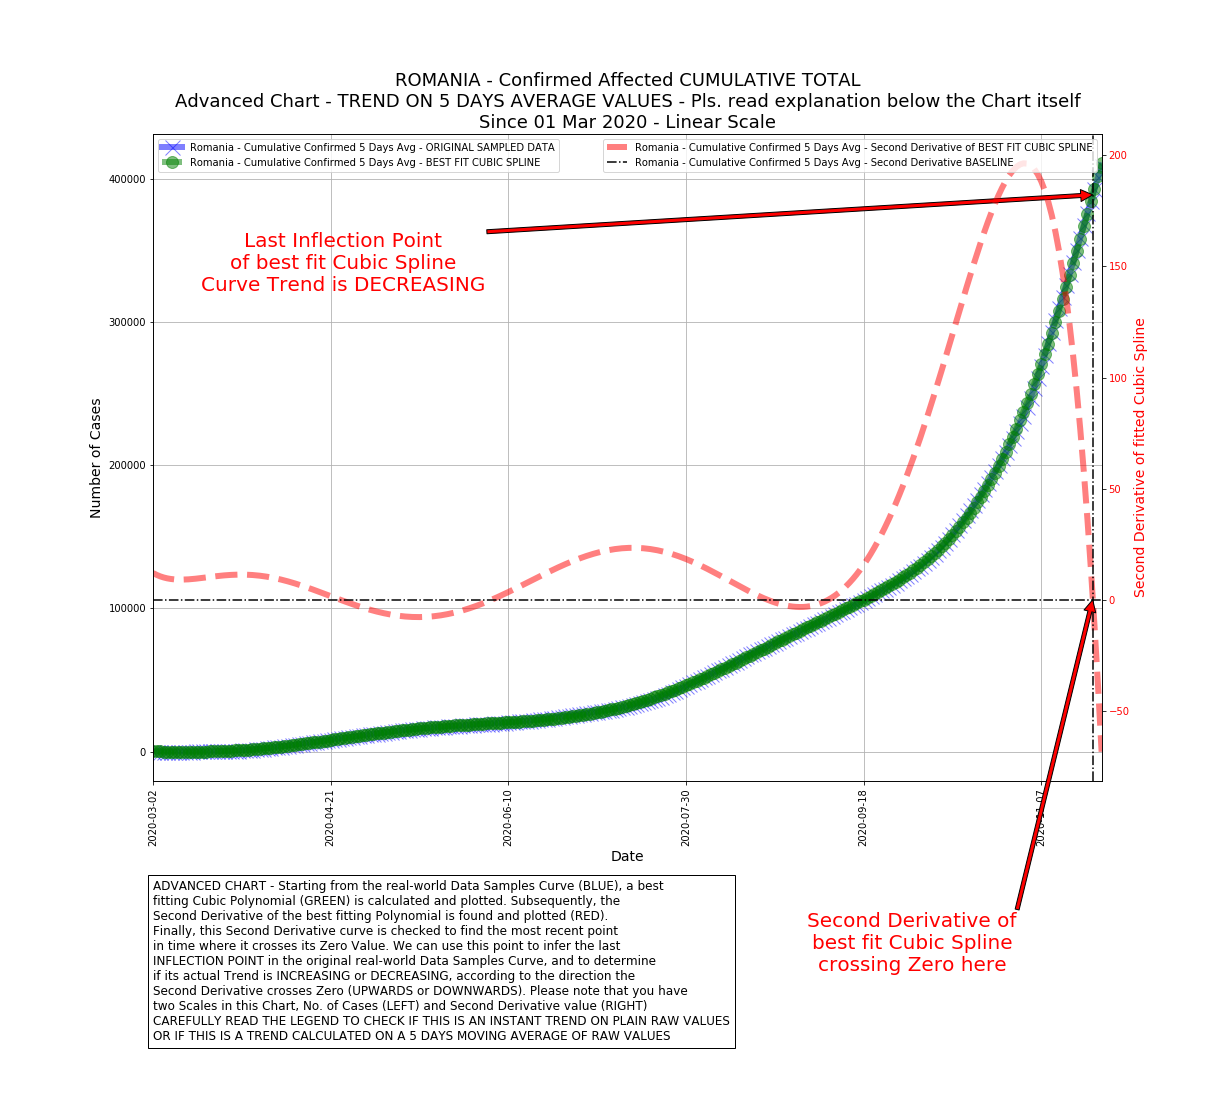 ROMANIA - Confirmed Affected CUMULATIVE TOTAL
Advanced Chart - TREND ON 5 DAYS AVERAGE VALUES - Pls. read explanation below the Chart itself
Since 01 Mar 2020 - Linear Scale
Romania - Cumulative Confirmed 5 Days Avg - ORIGINAL SAMPLED DATA
Romania - Cumulative Confirmed 5 Days Avg - BEST FIT CUBIC SPLINE
Romania - Cumulative Confirmed 5 Days Avg - Second Derivative of BEST FIT CUBIC SPLINE
Romania - Cumulative Confirmed 5 Days Avg - Second Derivative BASELINE
Last Inflection Point
of best fit Cubic Spline
Curve Trend is DECREASING
Number of Cases
400000
300000
200000
100000
0
200
150
100
50
0
−50
Second Derivative of fitted Cubic Spline
2020-03-02
2020-04-21
2020-06-10
2020-07-30
2020-09-18
2020-11-07
Date
Second Derivative of
best fit Cubic Spline
crossing Zero here
ADVANCED CHART - Starting from the real-world Data Samples Curve (BLUE), a best
fitting Cubic Polynomial (GREEN) is calculated and plotted. Subsequently, the
Second Derivative of the best fitting Polynomial is found and plotted (RED).
Finally, this Second Derivative curve is checked to find the most recent point
in time where it crosses its Zero Value. We can use this point to infer the last
INFLECTION POINT in the original real-world Data Samples Curve, and to determine
if its actual Trend is INCREASING or DECREASING, according to the direction the
Second Derivative crosses Zero (UPWARDS or DOWNWARDS). Please note that you have
two Scales in this Chart, No. of Cases (LEFT) and Second Derivative value (RIGHT)
CAREFULLY READ THE LEGEND TO CHECK IF THIS IS AN INSTANT TREND ON PLAIN RAW VALUES
OR IF THIS IS A TREND CALCULATED ON A 5 DAYS MOVING AVERAGE OF RAW VALUES